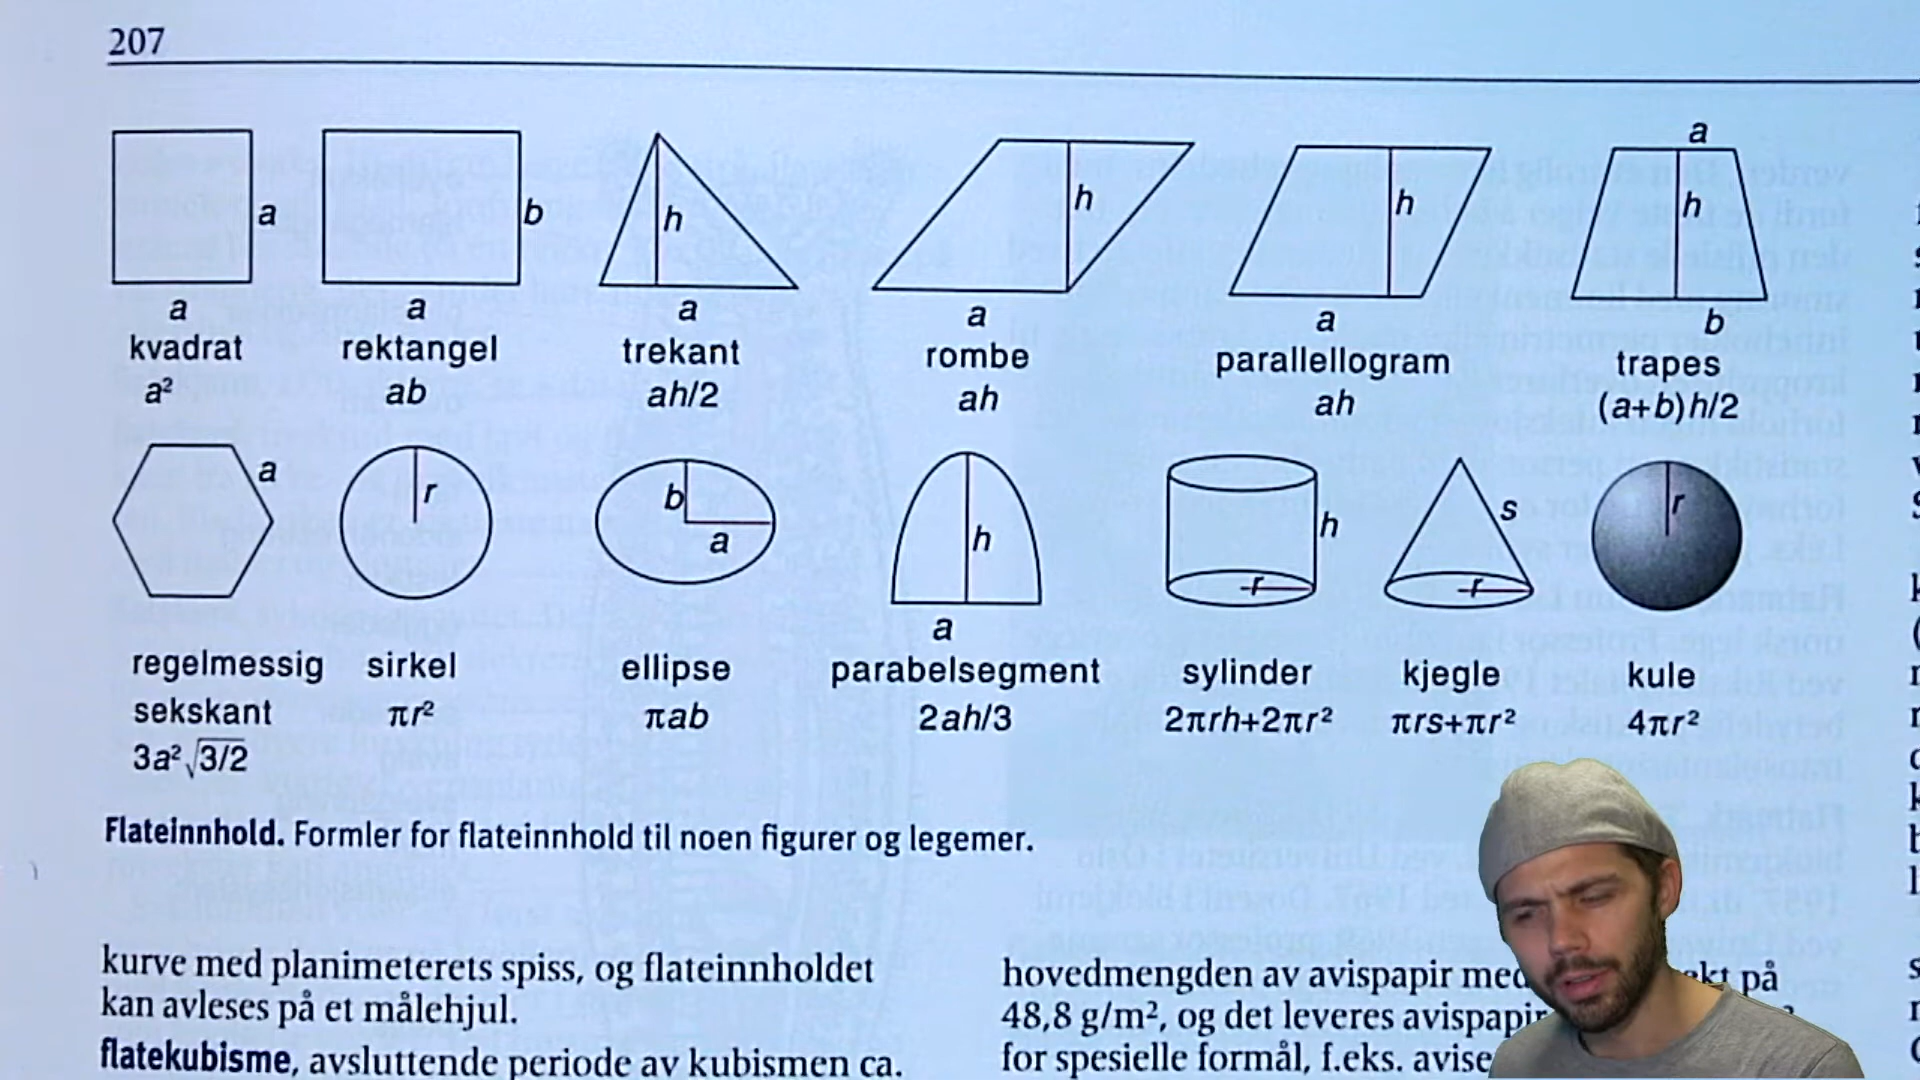 207
a
a
b
a
h
a
h
a
h
a
a
h
b
kvadrat
rektangel
trekant
rombe
parallellogram
trapes
a²
ab
ah/2
ah
ah
(a+b)h/2
a
r
b
a
h
a
h
r
s
r
r
regelmessig
sekskant
3a²√3/2
sirkel
πr²
ellipse
πab
parabelsegment
2ah/3
sylinder
2πrh+2πr²
kjegle
πrs+πr²
kule
4πr²
Flateinnhold. Formler for flateinnhold til noen figurer og legemer.
kurve med planimeterets spiss, og flateinnholdet
kan avleses på et målehjul.
flatekubisme, avsluttende periode av kubismen ca.
hovedmengden av avispapir med på
48,8 g/m², og det leveres avispapir
for spesielle formål, f.eks.